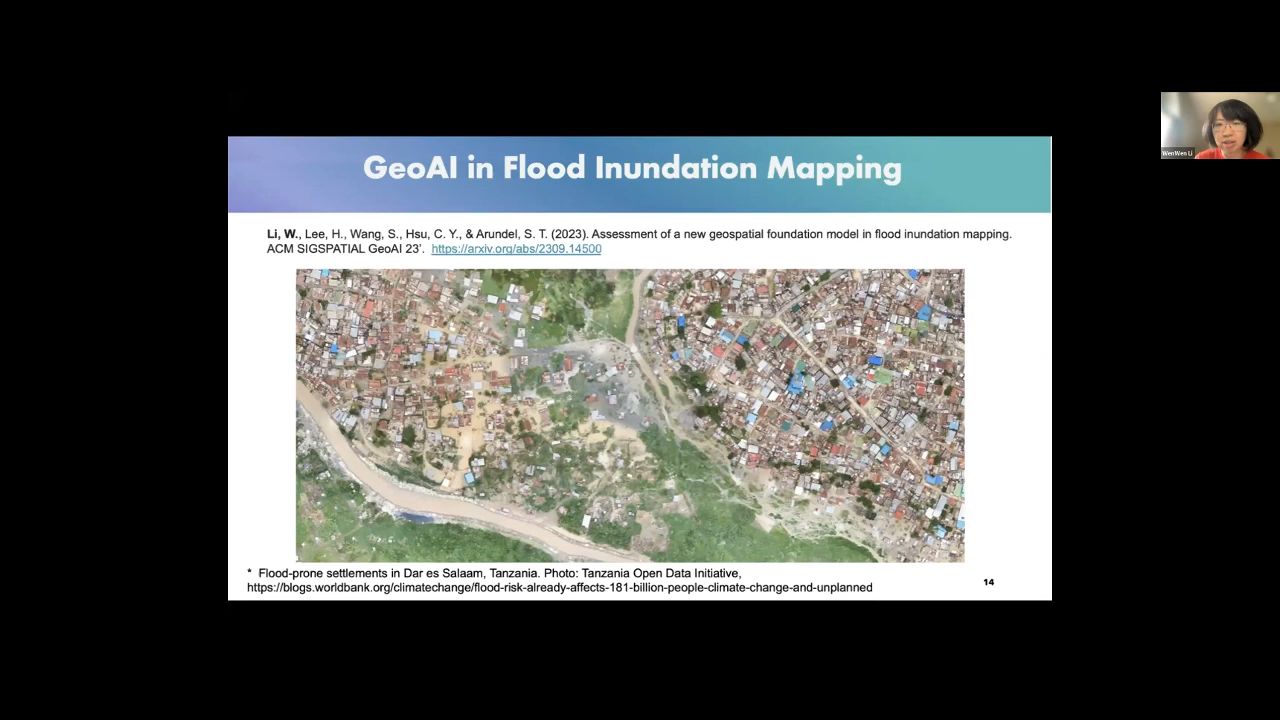 GeoAI in Flood Inundation Mapping
WenWen Li
Li, W., Lee, H., Wang, S., Hsu, C. Y., & Arundel, S. T. (2023). Assessment of a new geospatial foundation model in flood inundation mapping.
ACM SIGSPATIAL GeoAI 23'. https://arxiv.org/abs/2309.14500
* Flood-prone settlements in Dar es Salaam, Tanzania. Photo: Tanzania Open Data Initiative,
https://blogs.worldbank.org/climatechange/flood-risk-already-affects-181-billion-people-climate-change-and-unplanned
14